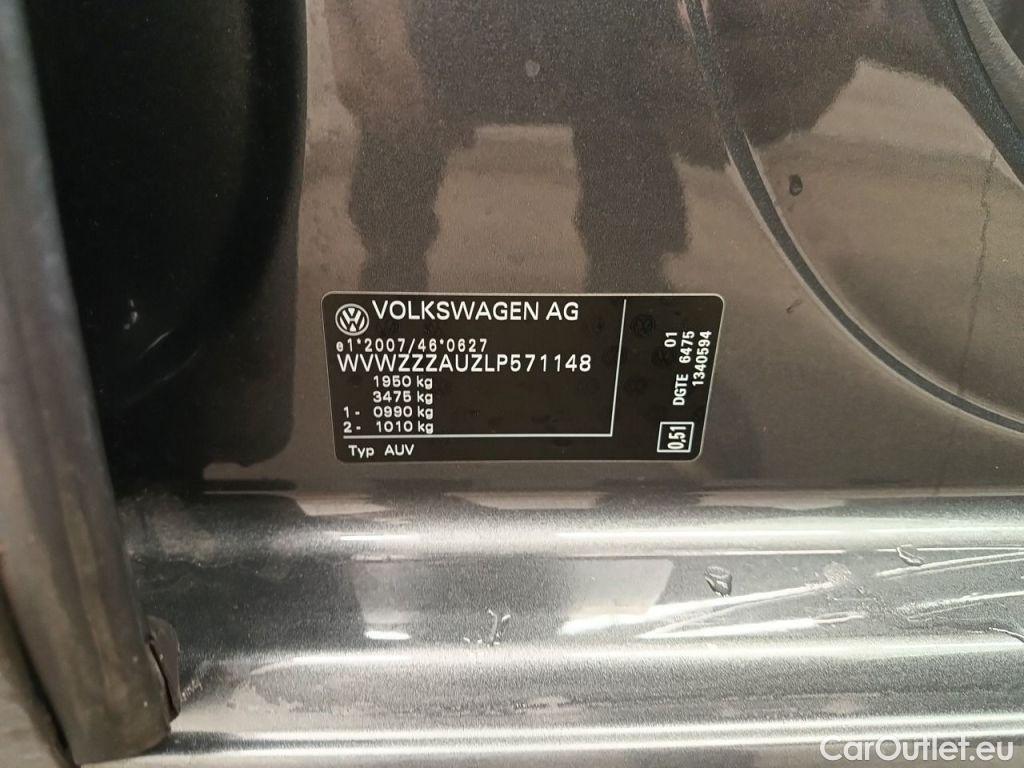 VOLKSWAGEN AG
e1*2007/46*0627
WVWZZZAUZLP571148
1950 kg
3475 kg
1- 0990 kg
2- 1010 kg
Typ AUV
01
DGTE 6475
1340594
0,51
CarOutlet.eu